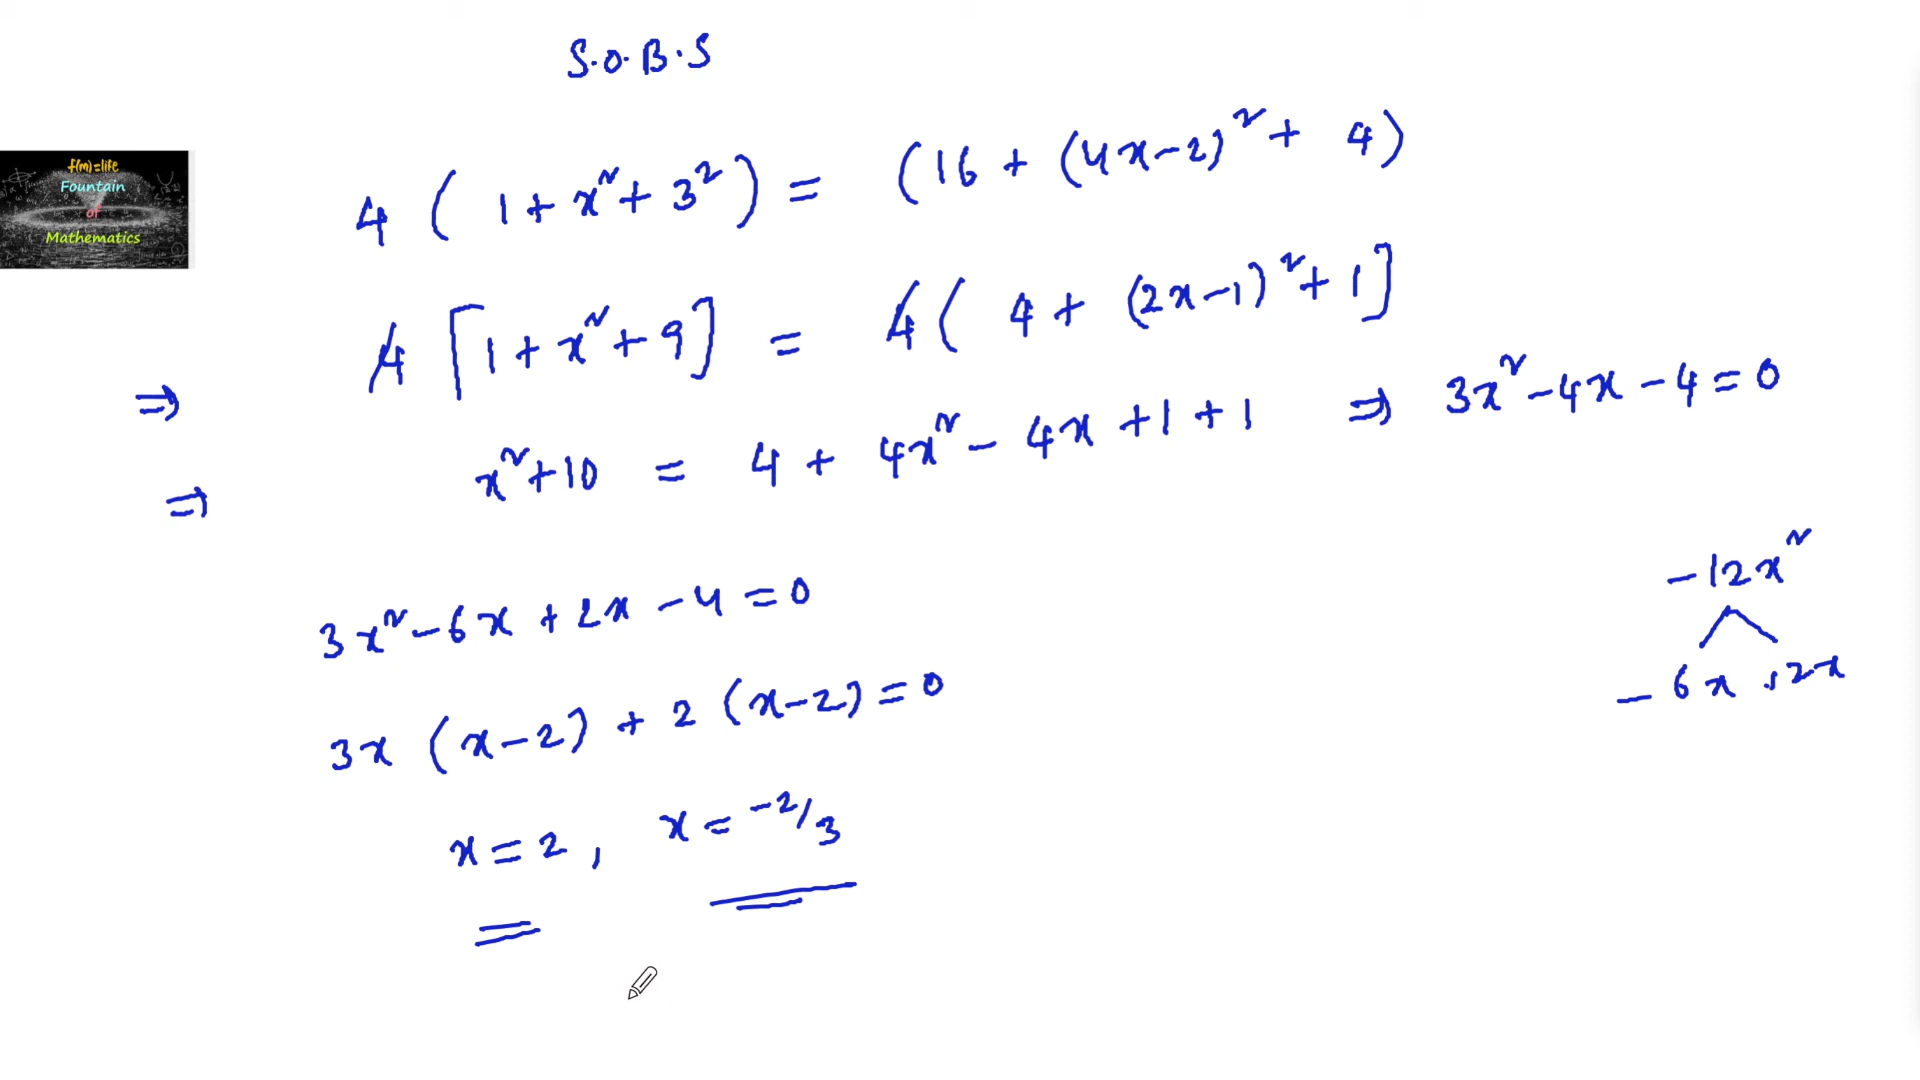 S.O.B.S
f(m)=life
Fountain
of
Mathematics
4 ( 1 + x² + 3² ) = (16 + (4x-2)² + 4)
⇒ 4 [1 + x² + 9] = 4( 4 + (2x-1)² + 1]
⇒ x² + 10 = 4 + 4x² - 4x + 1 + 1 ⇒ 3x² - 4x - 4 = 0
-12x²
3x² - 6x + 2x - 4 = 0
-6x , 2x
3x (x-2) + 2 (x-2) = 0
x = 2 , x = -2/3